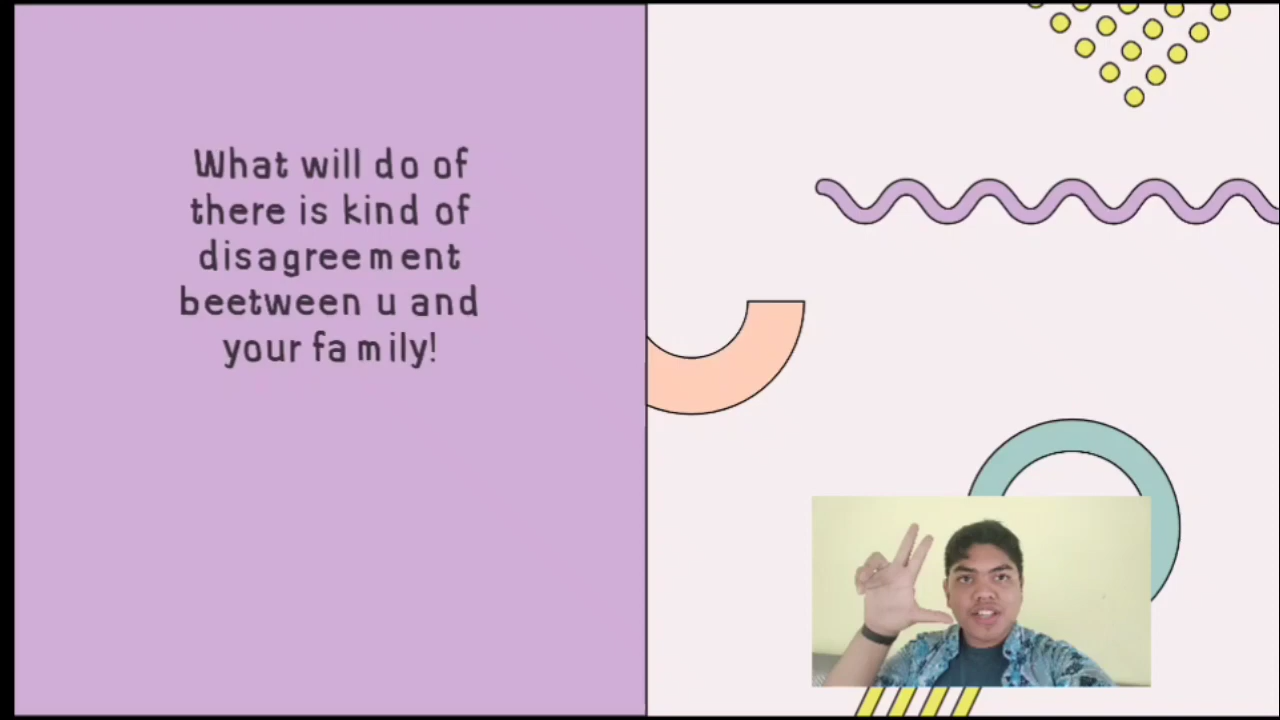 What will do of
there is kind of
disagreement
beetween u and
your family!